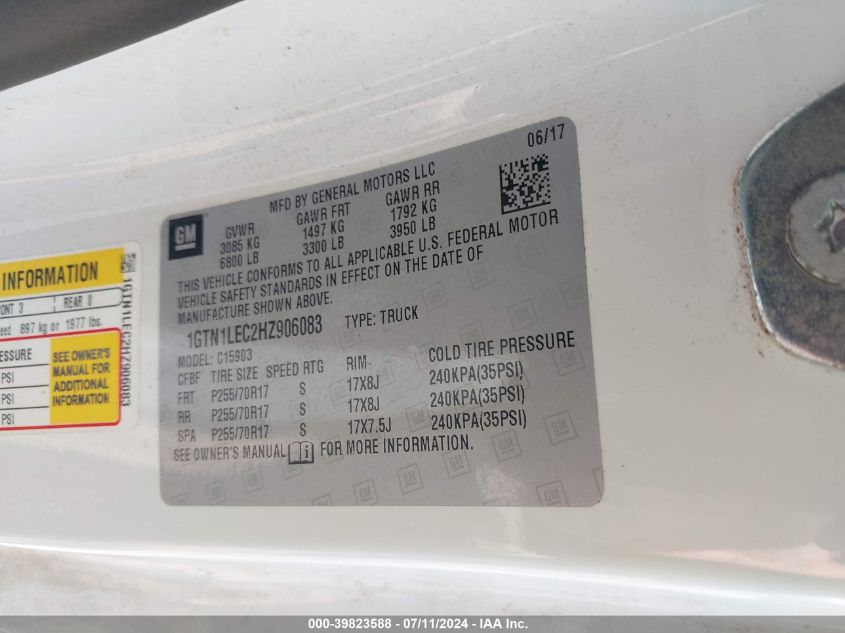 06/17
MFD BY GENERAL MOTORS LLC
GM
GVWR GAWR FRT GAWR RR
3085 KG 1497 KG 1792 KG
6800 LB 3300 LB 3950 LB
THIS VEHICLE CONFORMS TO ALL APPLICABLE U.S. FEDERAL MOTOR
VEHICLE SAFETY STANDARDS IN EFFECT ON THE DATE OF
MANUFACTURE SHOWN ABOVE.
1GTN1LEC2HZ906083 TYPE: TRUCK
MODEL: C15903
CFBF TIRE SIZE SPEED RTG RIM COLD TIRE PRESSURE
FRT P255/70R17 S 17X8J 240KPA(35PSI)
RR P255/70R17 S 17X8J 240KPA(35PSI)
SPA P255/70R17 S 17X7.5J 240KPA(35PSI)
SEE OWNER'S MANUAL FOR MORE INFORMATION.
INFORMATION
3 REAR 0
897 kg or 1977 lbs.
SEE OWNER'S
MANUAL FOR
ADDITIONAL
INFORMATION
PSI
PSI
PSI
1GTN1LEC2HZ906083
000-39823588 - 07/11/2024 - IAA Inc.